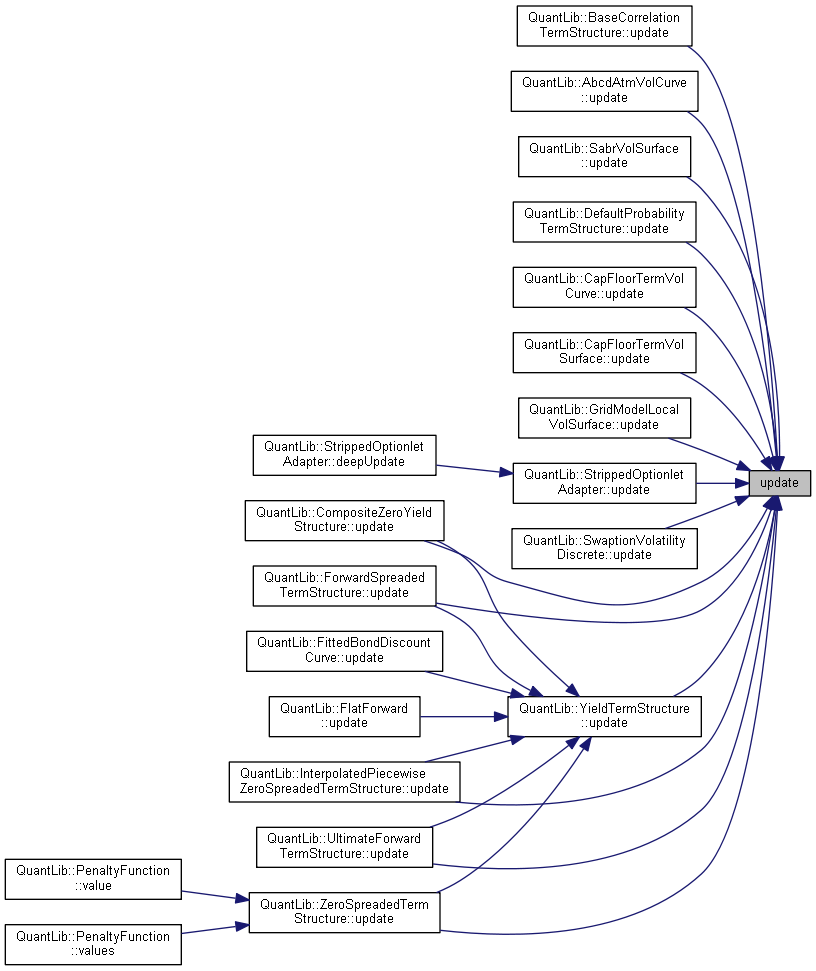 QuantLib::BaseCorrelation
TermStructure::update
QuantLib::AbcdAtmVolCurve
::update
QuantLib::SabrVolSurface
::update
QuantLib::DefaultProbability
TermStructure::update
QuantLib::CapFloorTermVol
Curve::update
QuantLib::CapFloorTermVol
Surface::update
QuantLib::GridModelLocal
VolSurface::update
QuantLib::StrippedOptionlet
Adapter::deepUpdate
QuantLib::StrippedOptionlet
Adapter::update
update
QuantLib::CompositeZeroYield
Structure::update
QuantLib::SwaptionVolatility
Discrete::update
QuantLib::ForwardSpreaded
TermStructure::update
QuantLib::FittedBondDiscount
Curve::update
QuantLib::FlatForward
::update
QuantLib::YieldTermStructure
::update
QuantLib::InterpolatedPiecewise
ZeroSpreadedTermStructure::update
QuantLib::UltimateForward
TermStructure::update
QuantLib::PenaltyFunction
::value
QuantLib::ZeroSpreadedTerm
Structure::update
QuantLib::PenaltyFunction
::values